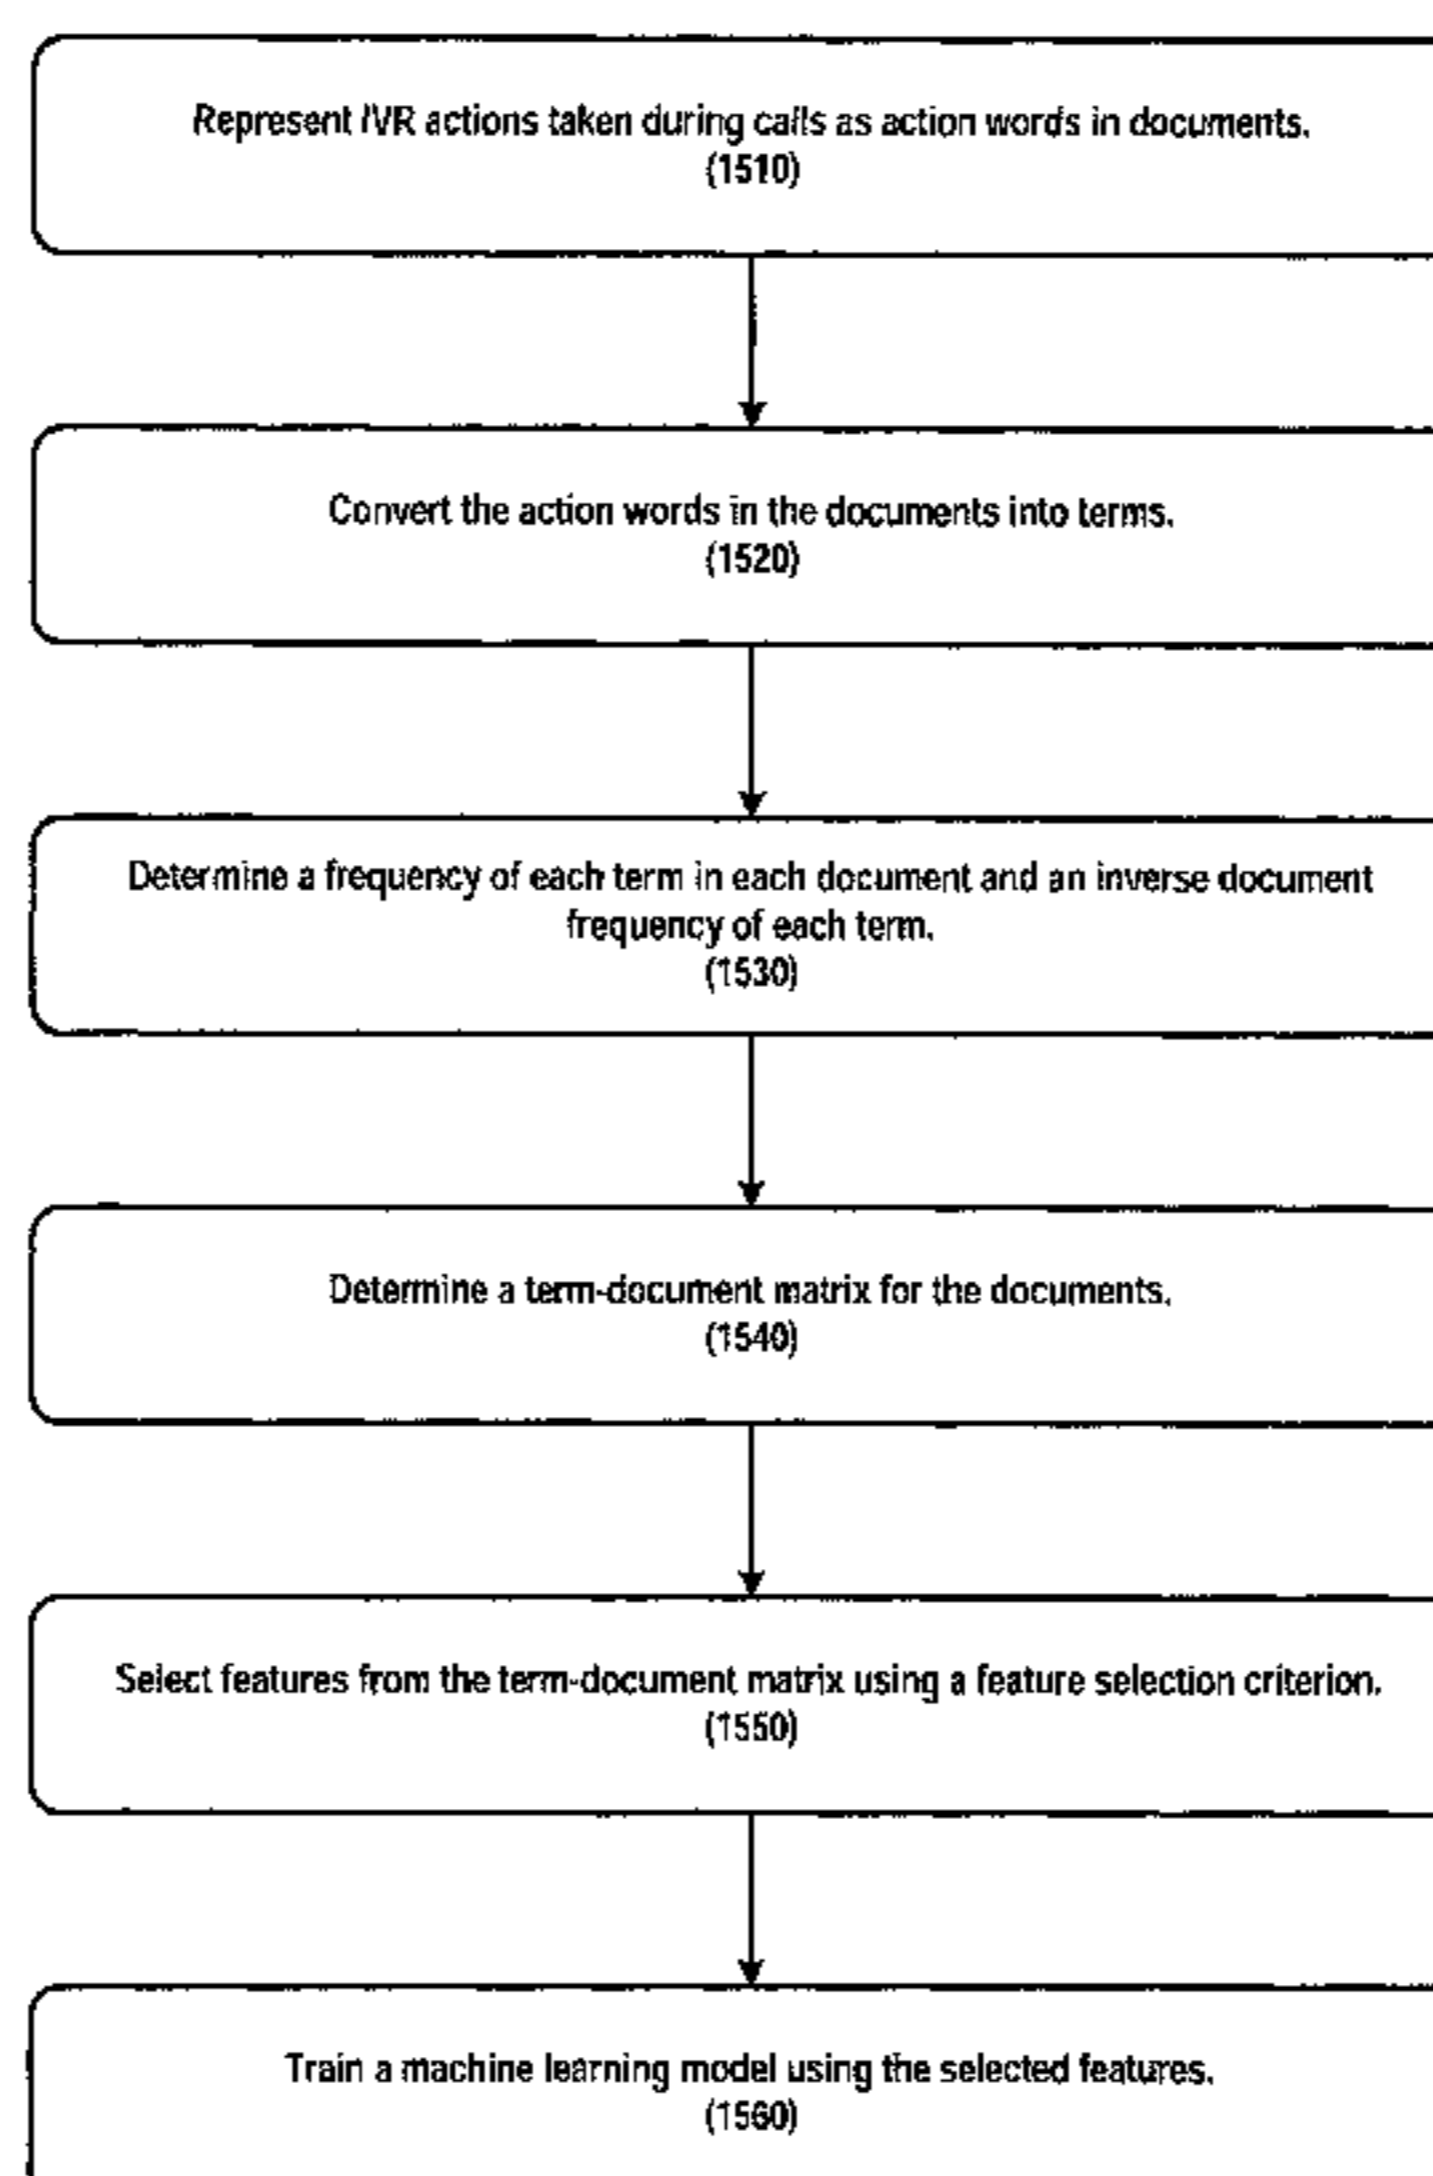 Represent IVR actions taken during calls as action words in documents.
(1510)
Convert the action words in the documents into terms.
(1520)
Determine a frequency of each term in each document and an inverse document
frequency of each term.
(1530)
Determine a term-document matrix for the documents.
(1540)
Select features from the term-document matrix using a feature selection criterion.
(1550)
Train a machine learning model using the selected features.
(1560)